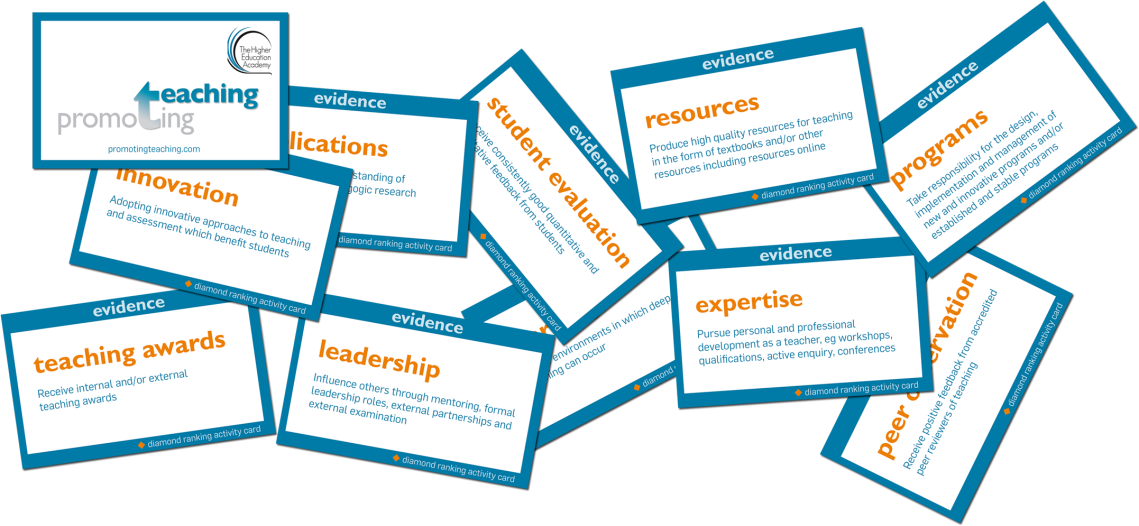 The Higher
Education
Academy
teaching
promoting
promotingteaching.com
evidence
lications
standing of
gogic research
diamond ranking activity card
innovation
Adopting innovative approaches to teaching
and assessment which benefit students
diamond ranking activity card
evidence
student evaluation
ceive consistently good quantitative and
ative feedback from students
diamond ranking activity card
evidence
resources
Produce high quality resources for teaching
in the form of textbooks and/or other
resources including resources online
diamond ranking activity card
evidence
programs
Take responsibility for the design,
implementation and management of
new and innovative programs and/or
established and stable programs
diamond ranking activity card
evidence
teaching awards
Receive internal and/or external
teaching awards
diamond ranking activity card
evidence
leadership
Influence others through mentoring, formal
leadership roles, external partnerships and
external examination
diamond ranking activity card
environments in which deep
ing can occur
diamond
evidence
expertise
Pursue personal and professional
development as a teacher, eg workshops,
qualifications, active enquiry, conferences
diamond ranking activity card
peer o
ervation
Receive positive feedback from accredited
peer reviewers of teaching
diamond ranking activity card